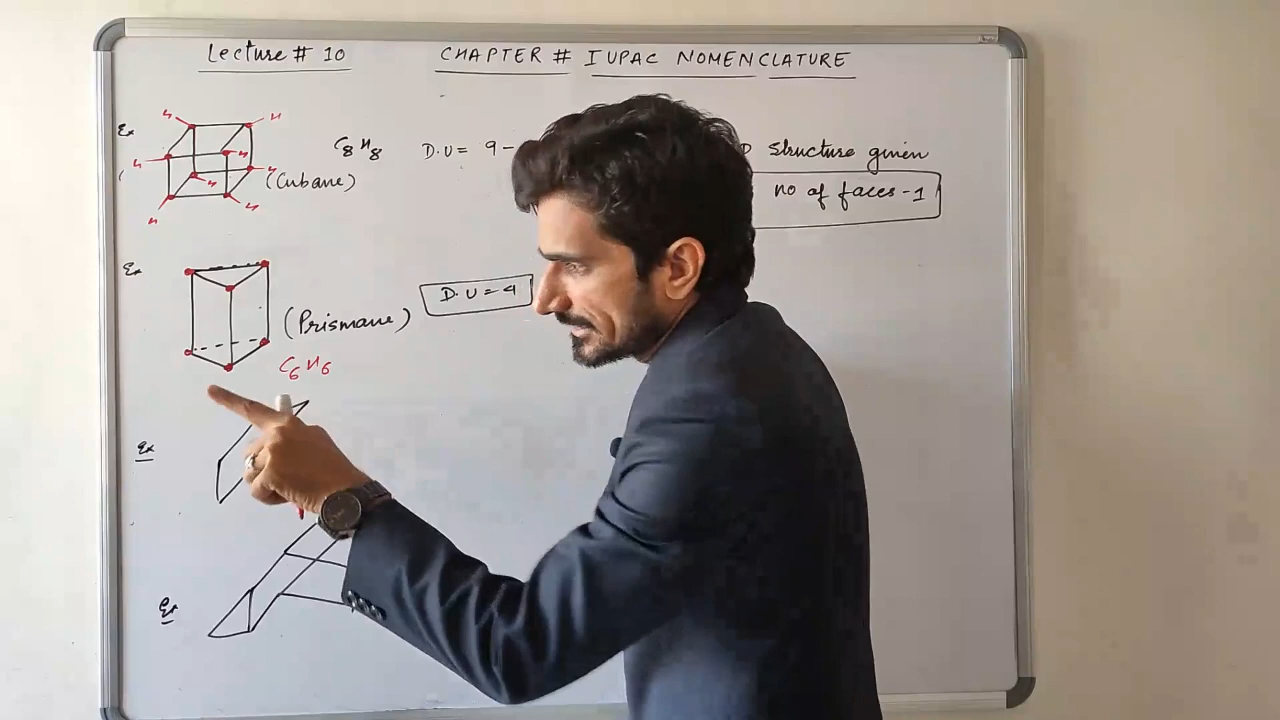 Lecture # 10
CHAPTER # IUPAC NOMENCLATURE
Ex
H H
H H
H H
H H
C8H8
D.U = 9 -
structure given
(Cubane)
no of faces - 1
Ex
(Prismane)
D.U = 4
C6H6
Ex
Ex